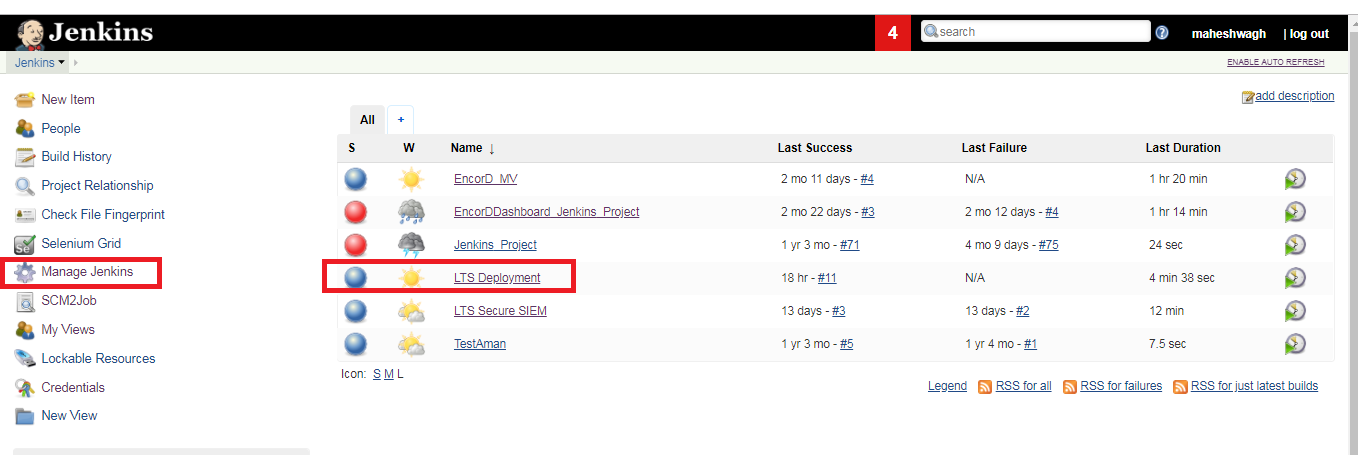 Jenkins 4 search ? maheshwagh | log out
Jenkins ENABLE AUTO REFRESH
add description
New Item
People
Build History
Project Relationship
Check File Fingerprint
Selenium Grid
Se
Manage Jenkins
SCM2Job
My Views
Lockable Resources
Credentials
New View
All +
S W Name ↓ Last Success Last Failure Last Duration
EncorD_MV 2 mo 11 days - #4 N/A 1 hr 20 min
EncorDDashboard_Jenkins_Project 2 mo 22 days - #3 2 mo 12 days - #4 1 hr 14 min
Jenkins_Project 1 yr 3 mo - #71 4 mo 9 days - #75 24 sec
LTS Deployment 18 hr - #11 N/A 4 min 38 sec
LTS Secure SIEM 13 days - #3 13 days - #2 12 min
TestAman 1 yr 3 mo - #5 1 yr 4 mo - #1 7.5 sec
Icon: S M L
Legend RSS for all RSS for failures RSS for just latest builds